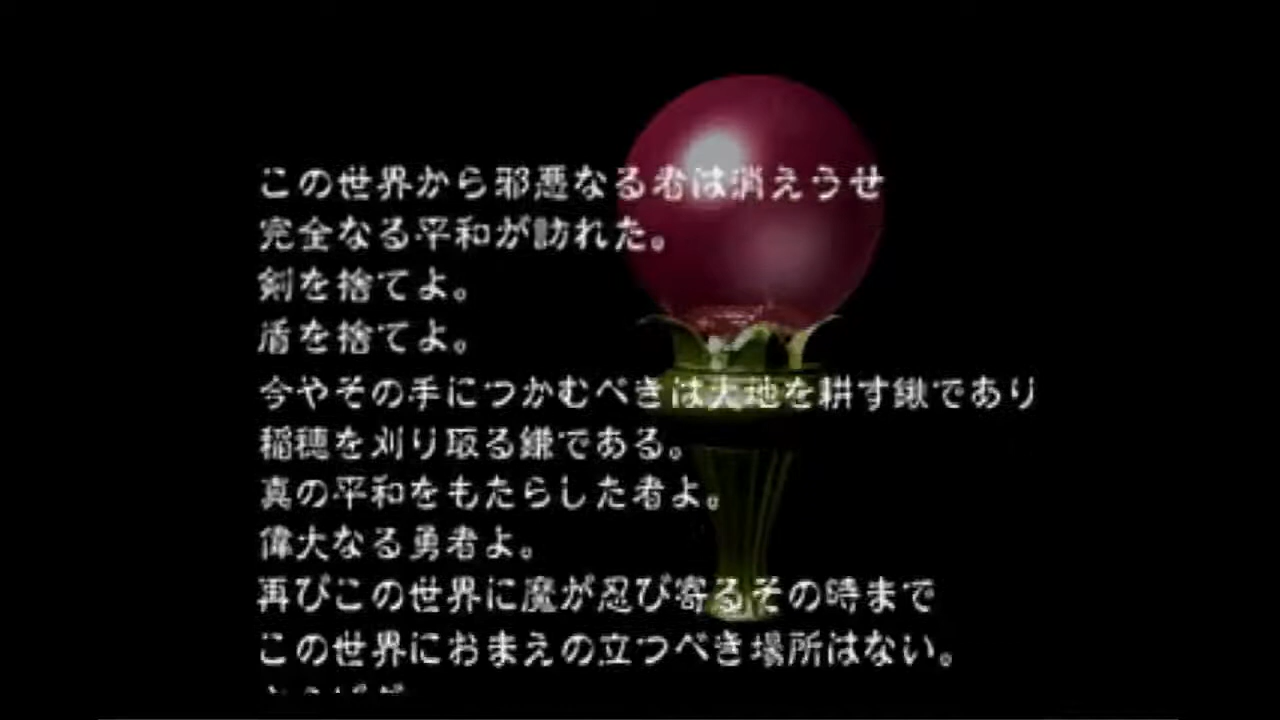 この世界から邪悪なる者は消えうせ
完全なる平和が訪れた。
剣を捨てよ。
盾を捨てよ。
今やその手につかむべきは大地を耕す鍬であり
稲穂を刈り取る鎌である。
真の平和をもたらした者よ。
偉大なる勇者よ。
再びこの世界に魔が忍び寄るその時まで
この世界におまえの立つべき場所はない。